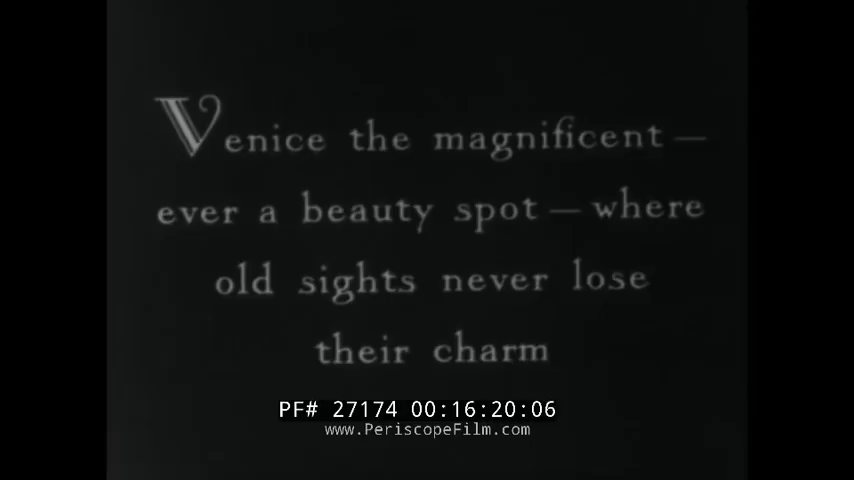 Venice the magnificent —
ever a beauty spot — where
old sights never lose
their charm
PF# 27174 00:16:20:06
www.PeriscopeFilm.com